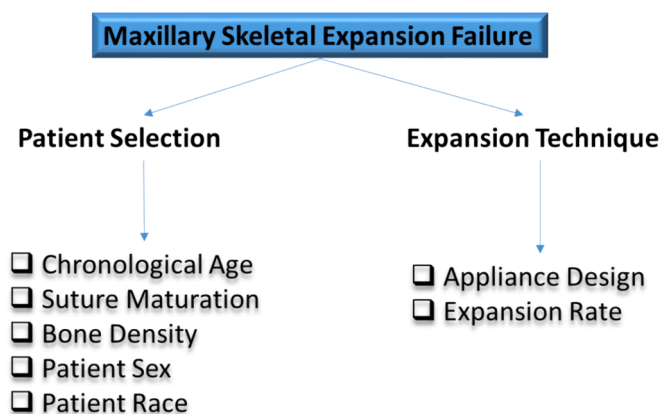 Maxillary Skeletal Expansion Failure
Patient Selection
Expansion Technique
Chronological Age
Suture Maturation
Bone Density
Patient Sex
Patient Race
Appliance Design
Expansion Rate